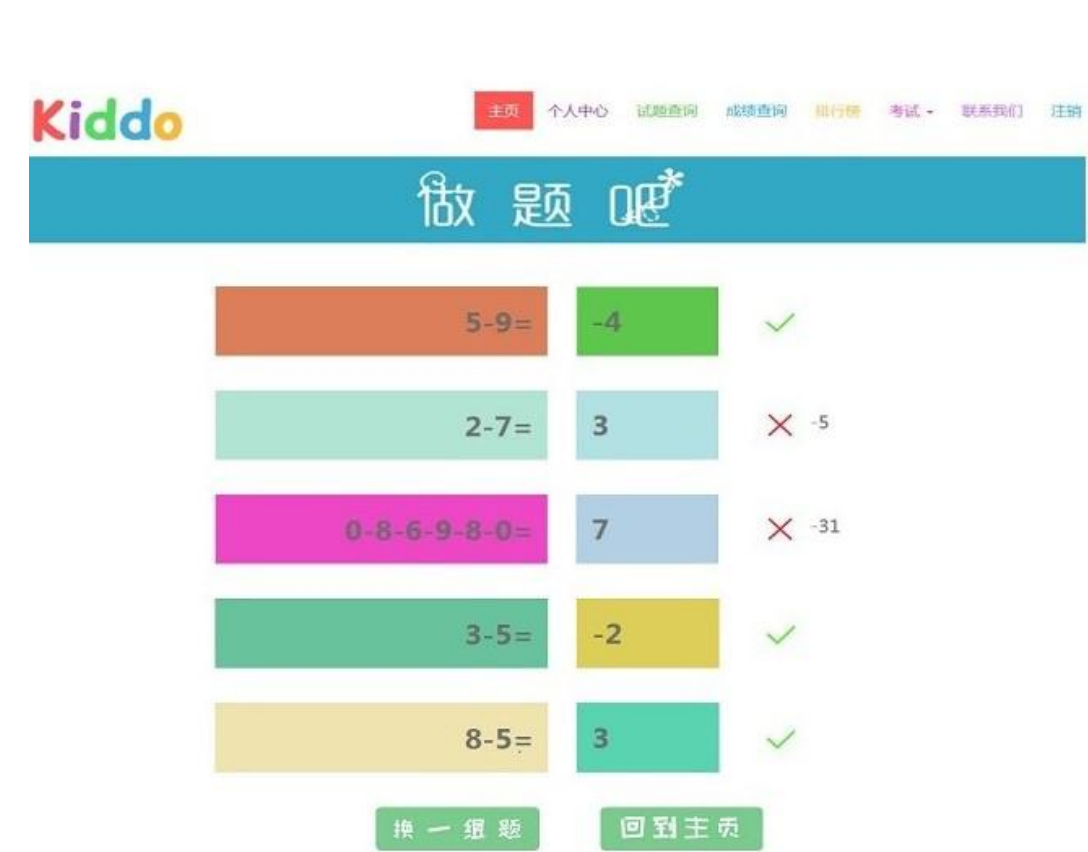 Kiddo 主页 个人中心 试题查询 成绩查询 排行榜 考试 联系我们 注销
做题吧
5-9= -4
2-7= 3 -5
0-8-6-9-8-0= 7 -31
3-5= -2
8-5= 3
换一组题 回到主页